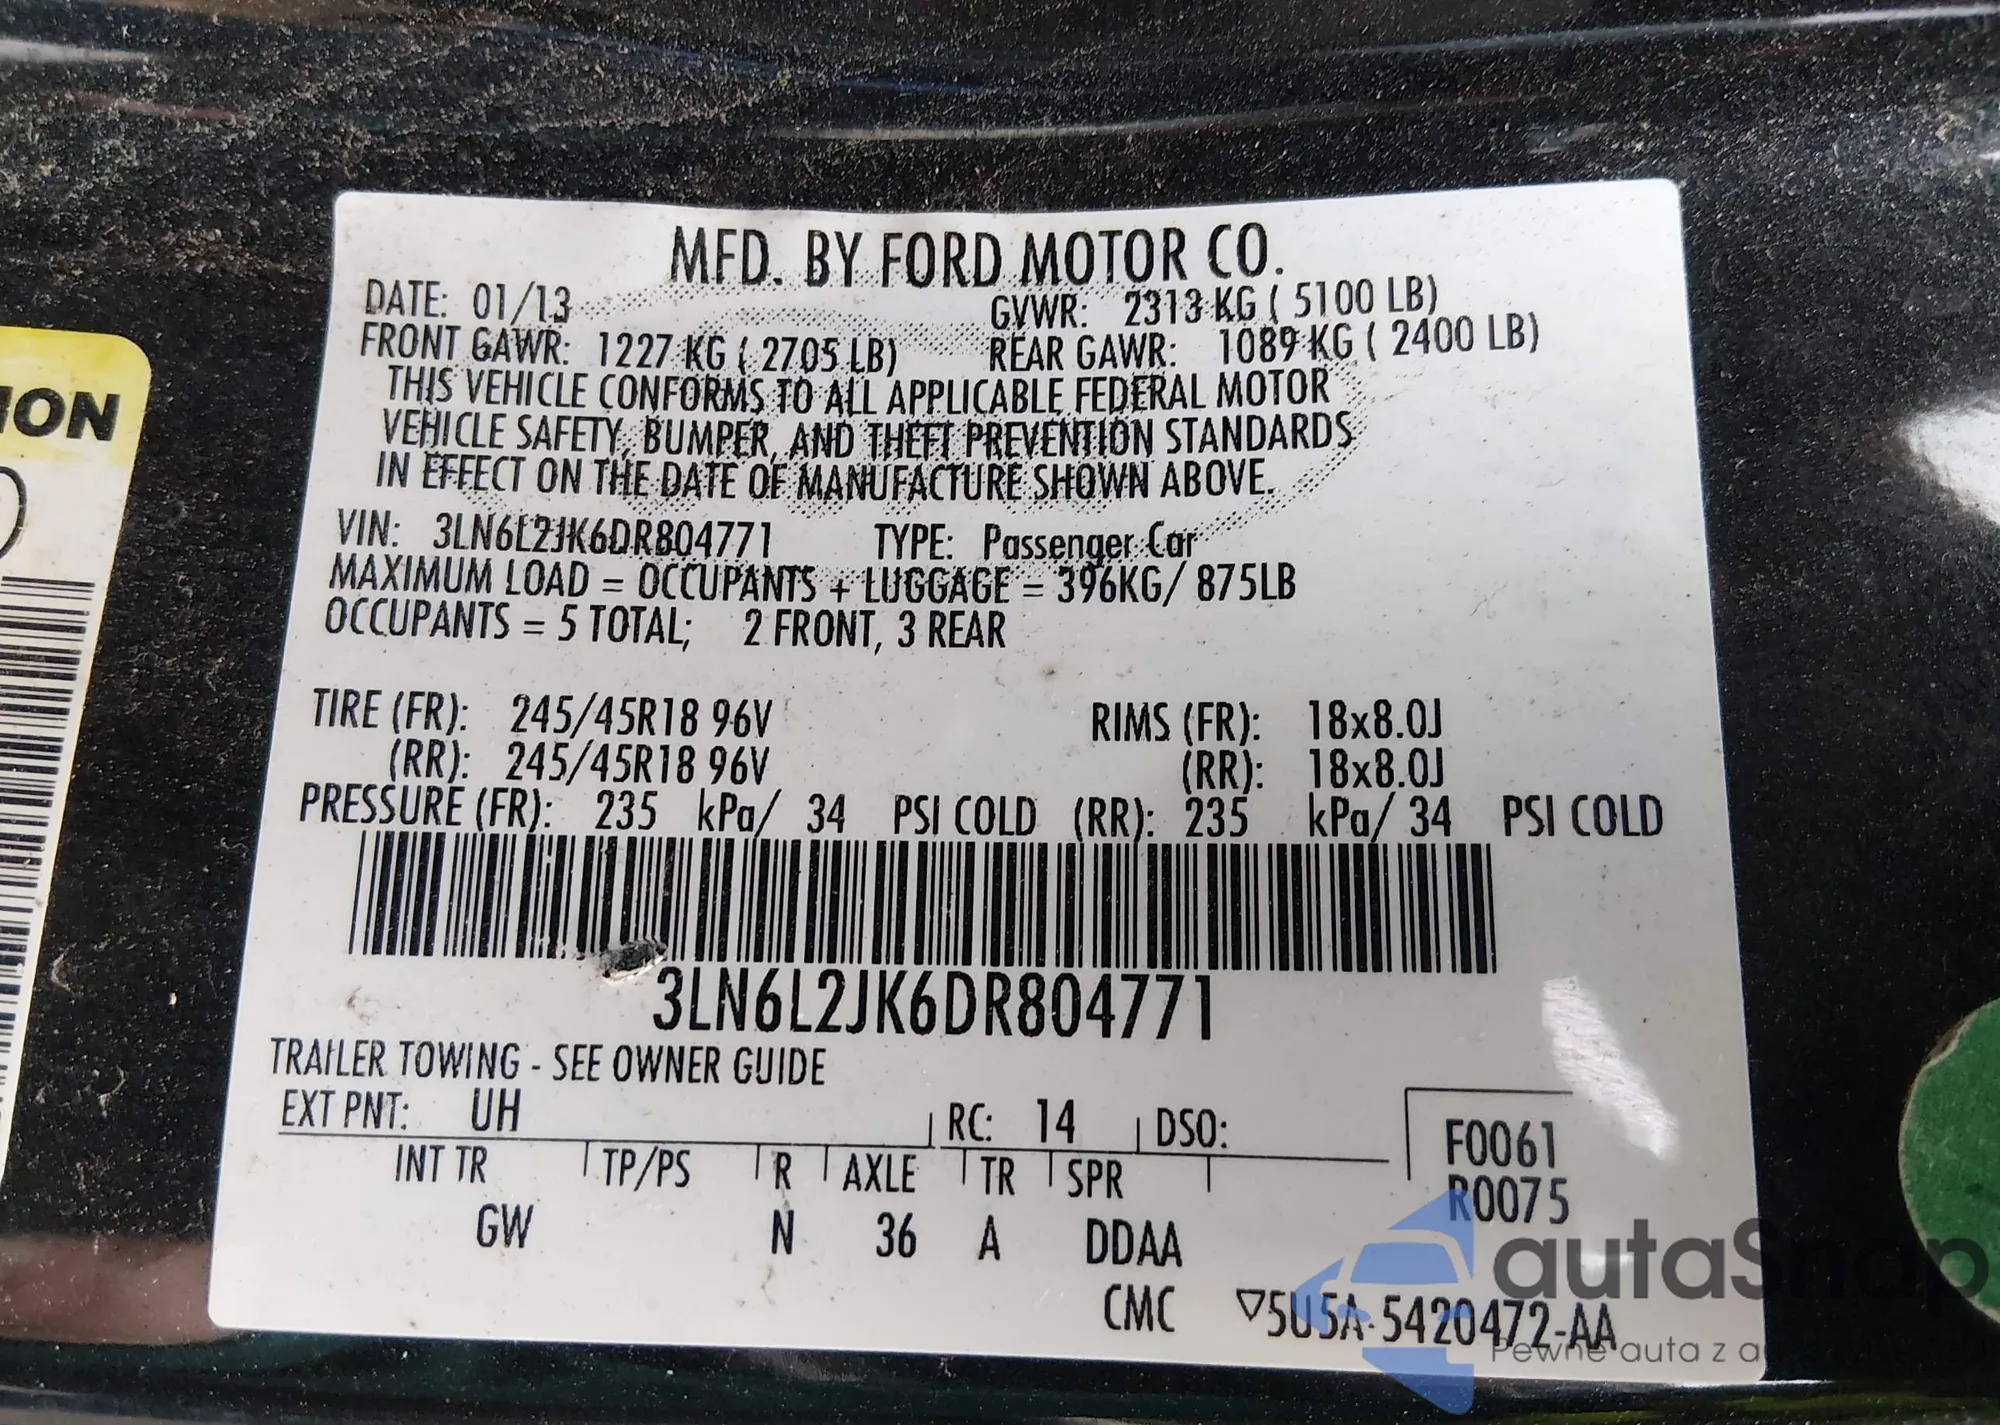 MFD. BY FORD MOTOR CO.
DATE: 01/13 GVWR: 2313 KG ( 5100 LB)
FRONT GAWR: 1227 KG ( 2705 LB) REAR GAWR: 1089 KG ( 2400 LB)
THIS VEHICLE CONFORMS TO ALL APPLICABLE FEDERAL MOTOR
VEHICLE SAFETY, BUMPER, AND THEFT PREVENTION STANDARDS
IN EFFECT ON THE DATE OF MANUFACTURE SHOWN ABOVE.
VIN: 3LN6L2JK6DR804771 TYPE: Passenger Car
MAXIMUM LOAD = OCCUPANTS + LUGGAGE = 396KG/ 875LB
OCCUPANTS = 5 TOTAL; 2 FRONT, 3 REAR
TIRE (FR): 245/45R18 96V RIMS (FR): 18x8.0J
(RR): 245/45R18 96V (RR): 18x8.0J
PRESSURE (FR): 235 kPa/ 34 PSI COLD (RR): 235 kPa/ 34 PSI COLD
3LN6L2JK6DR804771
TRAILER TOWING - SEE OWNER GUIDE
EXT PNT: UH RC: 14 DSO:
F0061
R0075
INT TR TP/PS R AXLE TR SPR
GW N 36 A DDAA
CMC ▽5U5A-5420472-AA
autaSnap
Pewne auta z